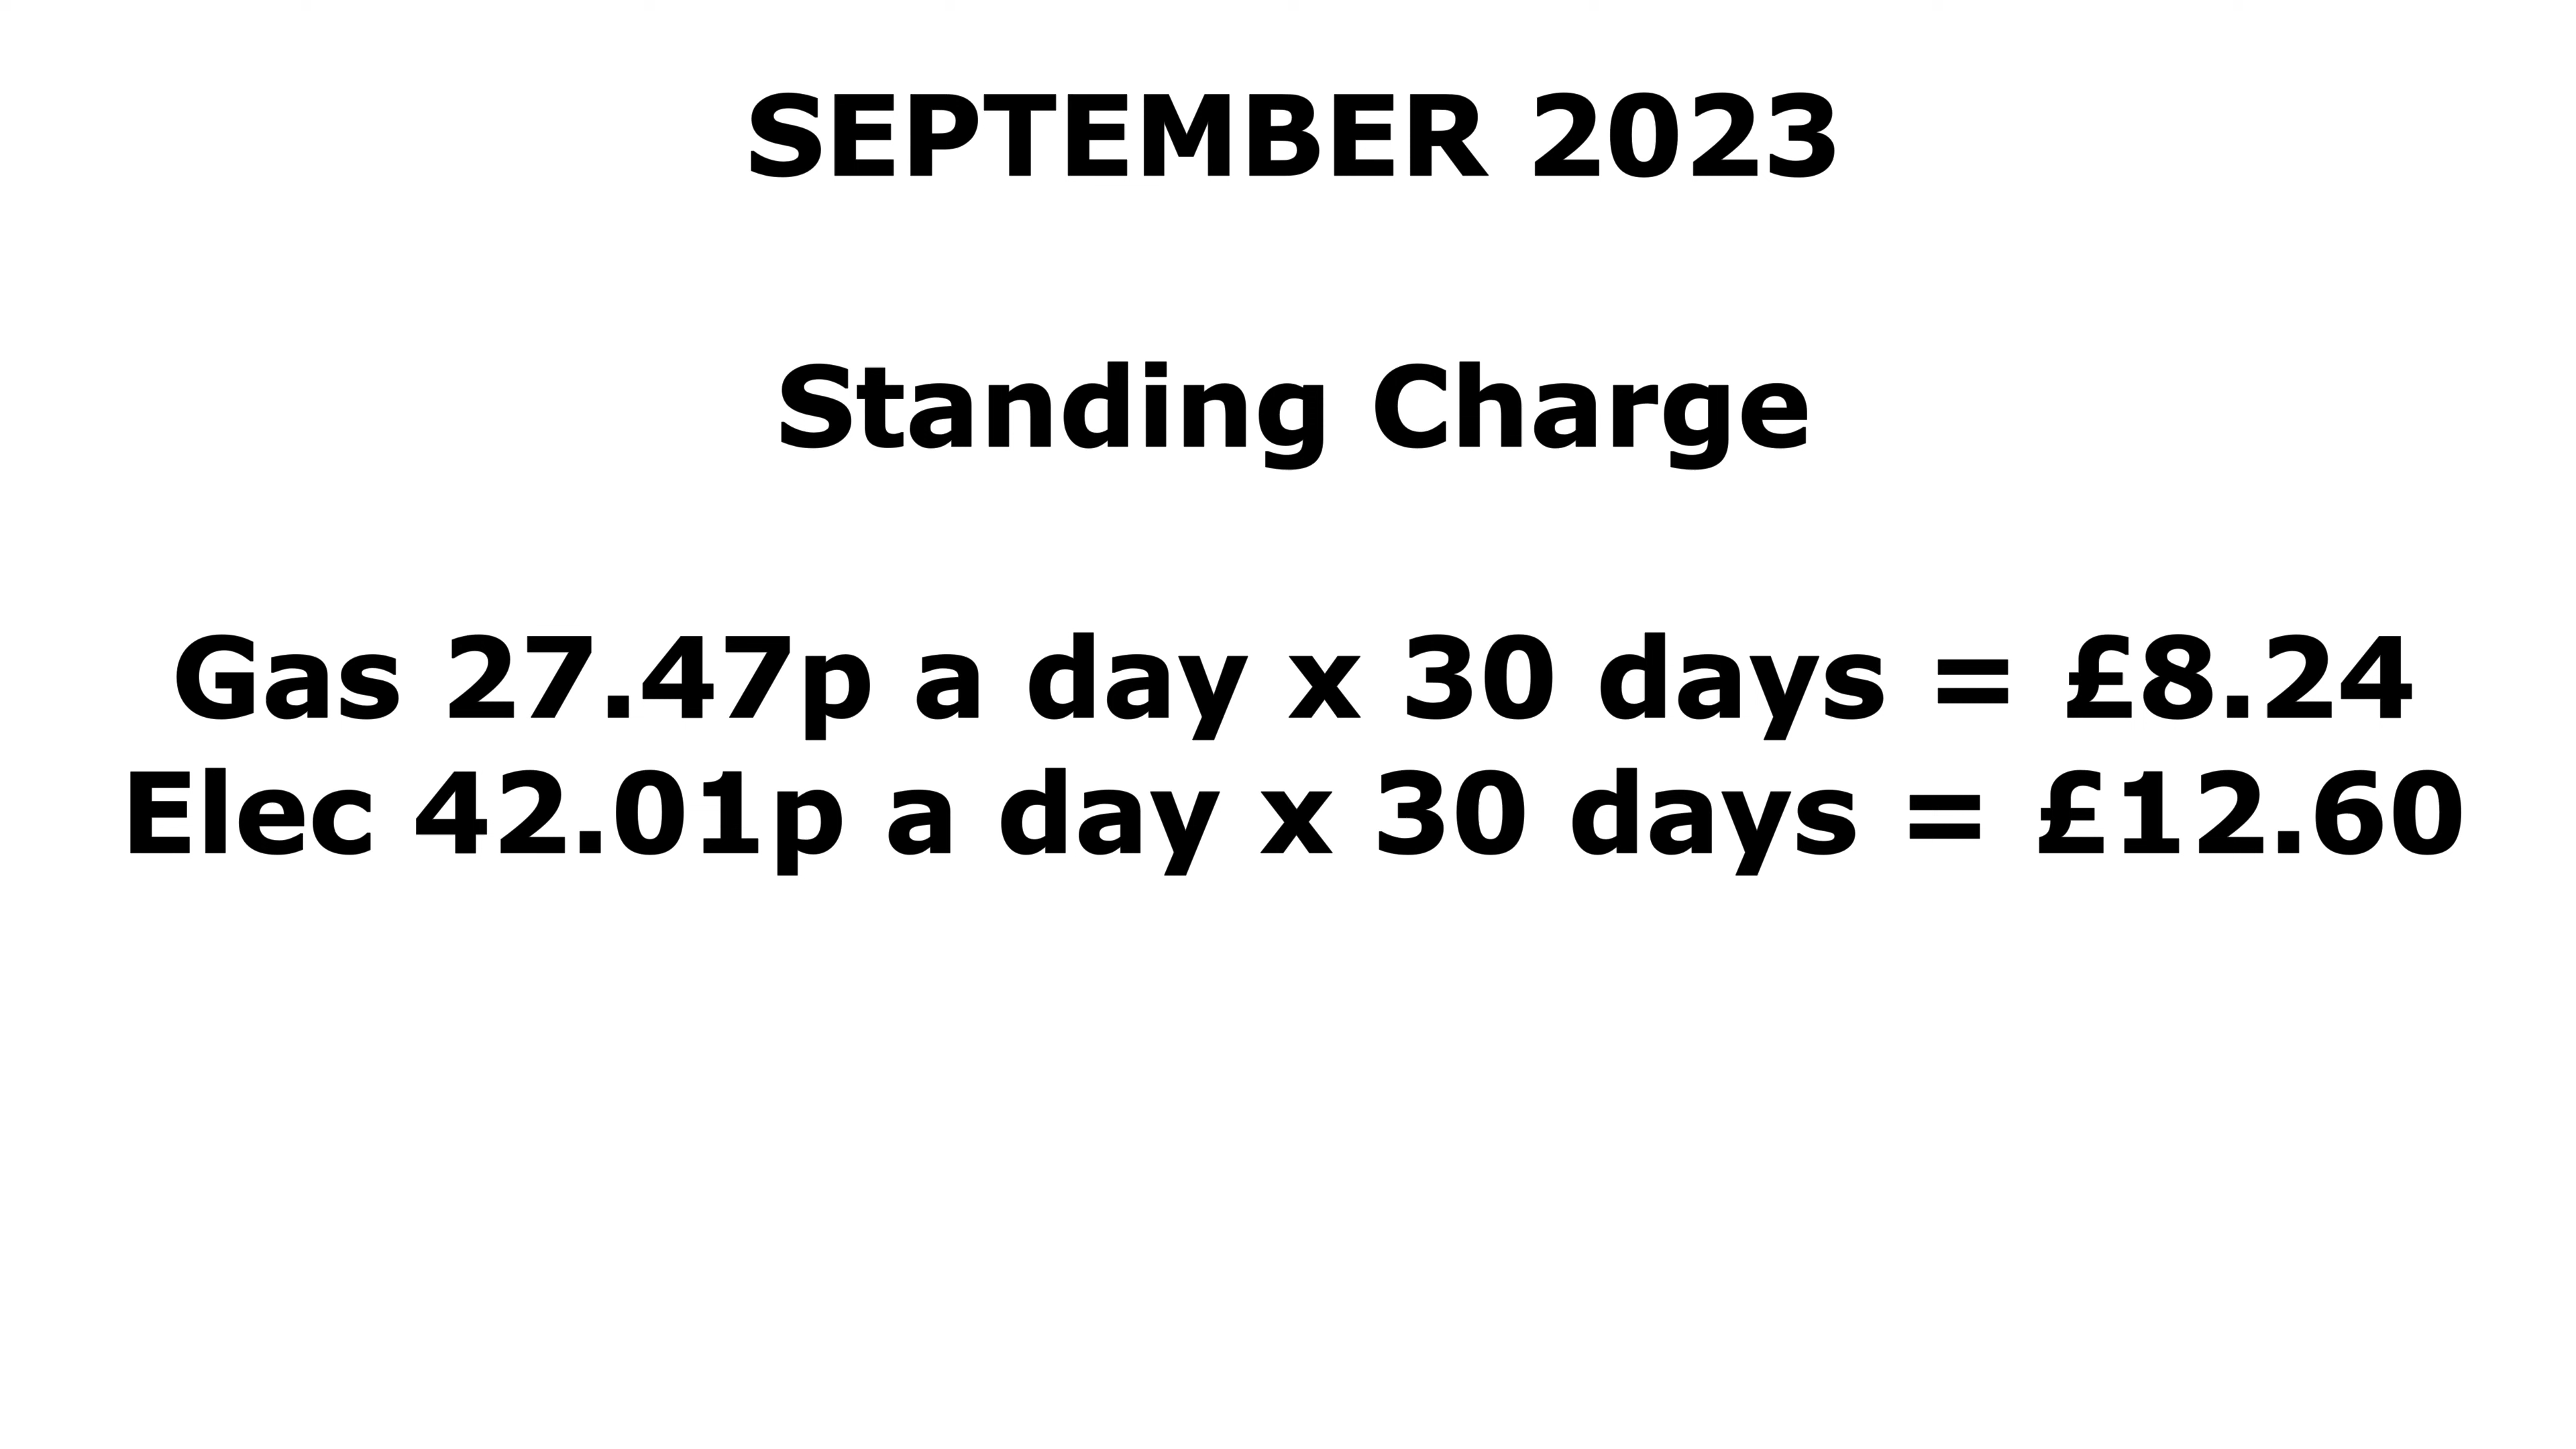 SEPTEMBER 2023
Standing Charge
Gas 27.47p a day x 30 days = £8.24
Elec 42.01p a day x 30 days = £12.60